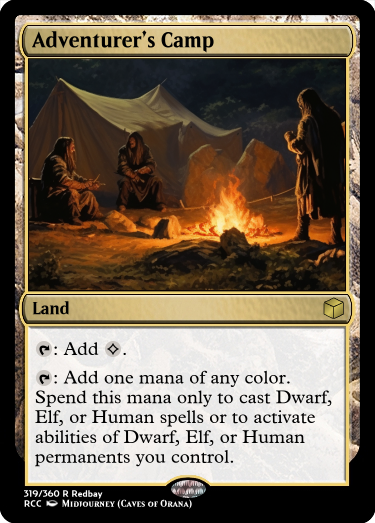 Adventurer's Camp
Land
: Add .
: Add one mana of any color.
Spend this mana only to cast Dwarf,
Elf, or Human spells or to activate
abilities of Dwarf, Elf, or Human
permanents you control.
319/360 R Redbay
RCC Midjourney (Caves of Orana)